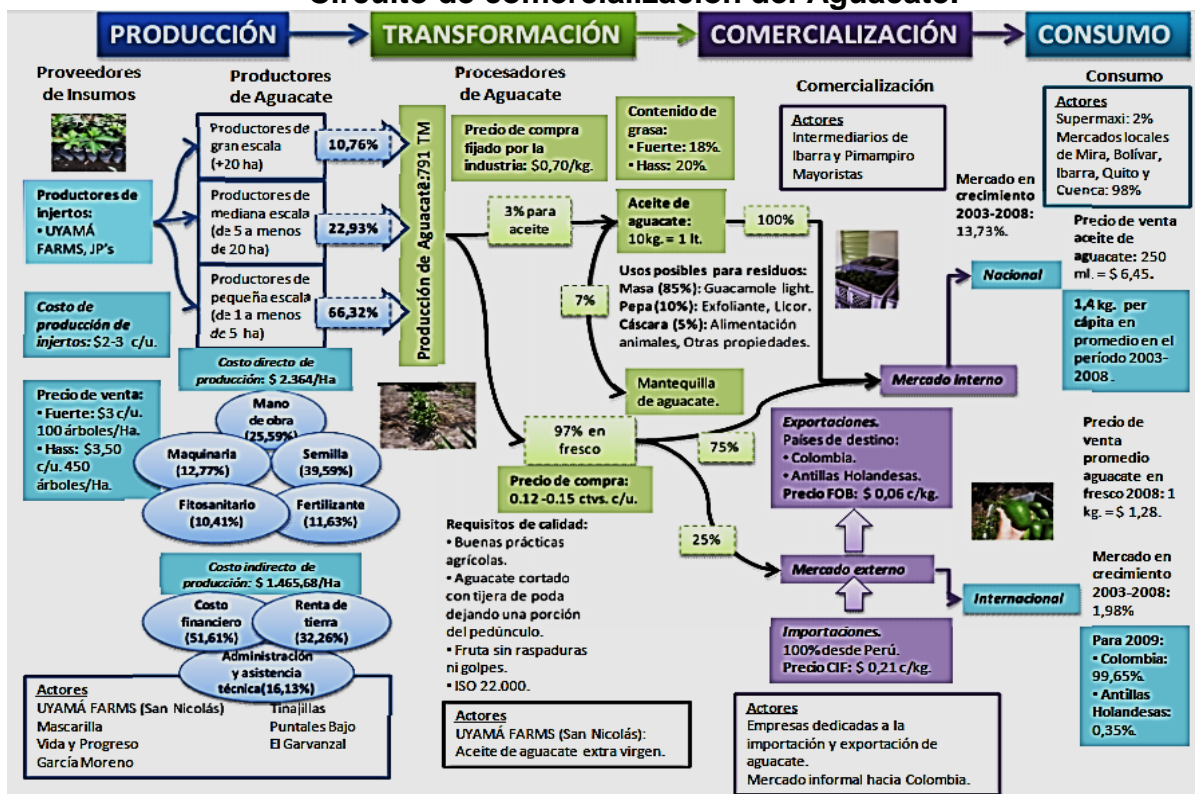 Circuito de comercialización del Aguacate.
PRODUCCIÓN
TRANSFORMACIÓN
COMERCIALIZACIÓN
CONSUMO
Proveedores
de Insumos
Productores de
injertos:
• UYAMÁ
FARMS, JP's
Costo de
producción de
injertos: $2-3 c/u.
Precio de venta:
• Fuerte: $3 c/u.
100 árboles/Ha.
• Hass: $3,50
c/u. 450
árboles/Ha.
Productores
de Aguacate
Productores de
gran escala
(+20 ha)
10,76%
Productores de
mediana escala
(de 5 a menos
de 20 ha)
22,93%
Productores de
pequeña escala
(de 1 a menos
de 5 ha)
66,32%
Costo directo de
producción: $ 2.364/Ha
Mano
de obra
(25,59%)
Maquinaria
(12,77%)
Semilla
(39,59%)
Fitosanitario
(10,41%)
Fertilizante
(11,63%)
Costo indirecto de
producción: $ 1.465,68/Ha
Costo
financiero
(51,61%)
Renta de
tierra
(32,26%)
Administración
y asistencia
técnica(16,13%)
Actores
UYAMÁ FARMS (San Nicolás)
Mascarilla
Vida y Progreso
García Moreno
Tinajillas
Puntales Bajo
El Garvanzal
Producción de Aguacate:791 TM
Procesadores
de Aguacate
Precio de compra
fijado por la
industria: $0,70/kg.
Contenido de
grasa:
• Fuerte: 18%.
• Hass: 20%.
3% para
aceite
Aceite de
aguacate:
10kg. = 1 lt.
100%
7%
Usos posibles para residuos:
Masa (85%): Guacamole light.
Pepa (10%): Exfoliante, Licor.
Cáscara (5%): Alimentación
animales, Otras propiedades.
Mantequilla
de aguacate.
97% en
fresco
75%
25%
Precio de compra:
0.12 -0.15 ctvs. c/u.
Requisitos de calidad:
• Buenas prácticas
agrícolas.
• Aguacate cortado
con tijera de poda
dejando una porción
del pedúnculo.
• Fruta sin raspaduras
ni golpes.
• ISO 22.000.
Actores
UYAMÁ FARMS (San Nicolás):
Aceite de aguacate extra virgen.
Comercialización
Actores
Intermediarios de
Ibarra y Pimampiro
Mayoristas
Mercado interno
Exportaciones.
Países de destino:
• Colombia.
• Antillas Holandesas.
Precio FOB: $ 0,06 c/kg.
Mercado externo
Importaciones.
100% desde Perú.
Precio CIF: $ 0,21 c/kg.
Actores
Empresas dedicadas a la
importación y exportación de
aguacate.
Mercado informal hacia Colombia.
Consumo
Actores
Supermaxi: 2%
Mercados locales
de Mira, Bolívar,
Ibarra, Quito y
Cuenca: 98%
Mercado en
crecimiento
2003-2008:
13,73%.
Nacional
Precio de venta
aceite de
aguacate: 250
ml. = $ 6,45.
1,4 kg. per
cápita en
promedio en el
período 2003-
2008.
Precio de
venta
promedio
aguacate en
fresco 2008: 1
kg. = $ 1,28.
Internacional
Mercado en
crecimiento
2003-2008:
1,98%
Para 2009:
• Colombia:
99,65%.
• Antillas
Holandesas:
0,35%.